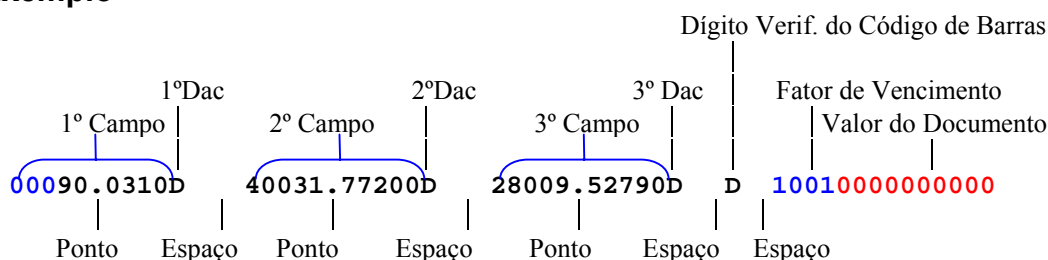 Dígito Verif. do Código de Barras
1ºDac 2ºDac 3º Dac Fator de Vencimento
1º Campo 2º Campo 3º Campo Valor do Documento
00090.0310D 40031.77200D 28009.52790D D 10010000000000
Ponto Espaço Ponto Espaço Ponto Espaço Espaço